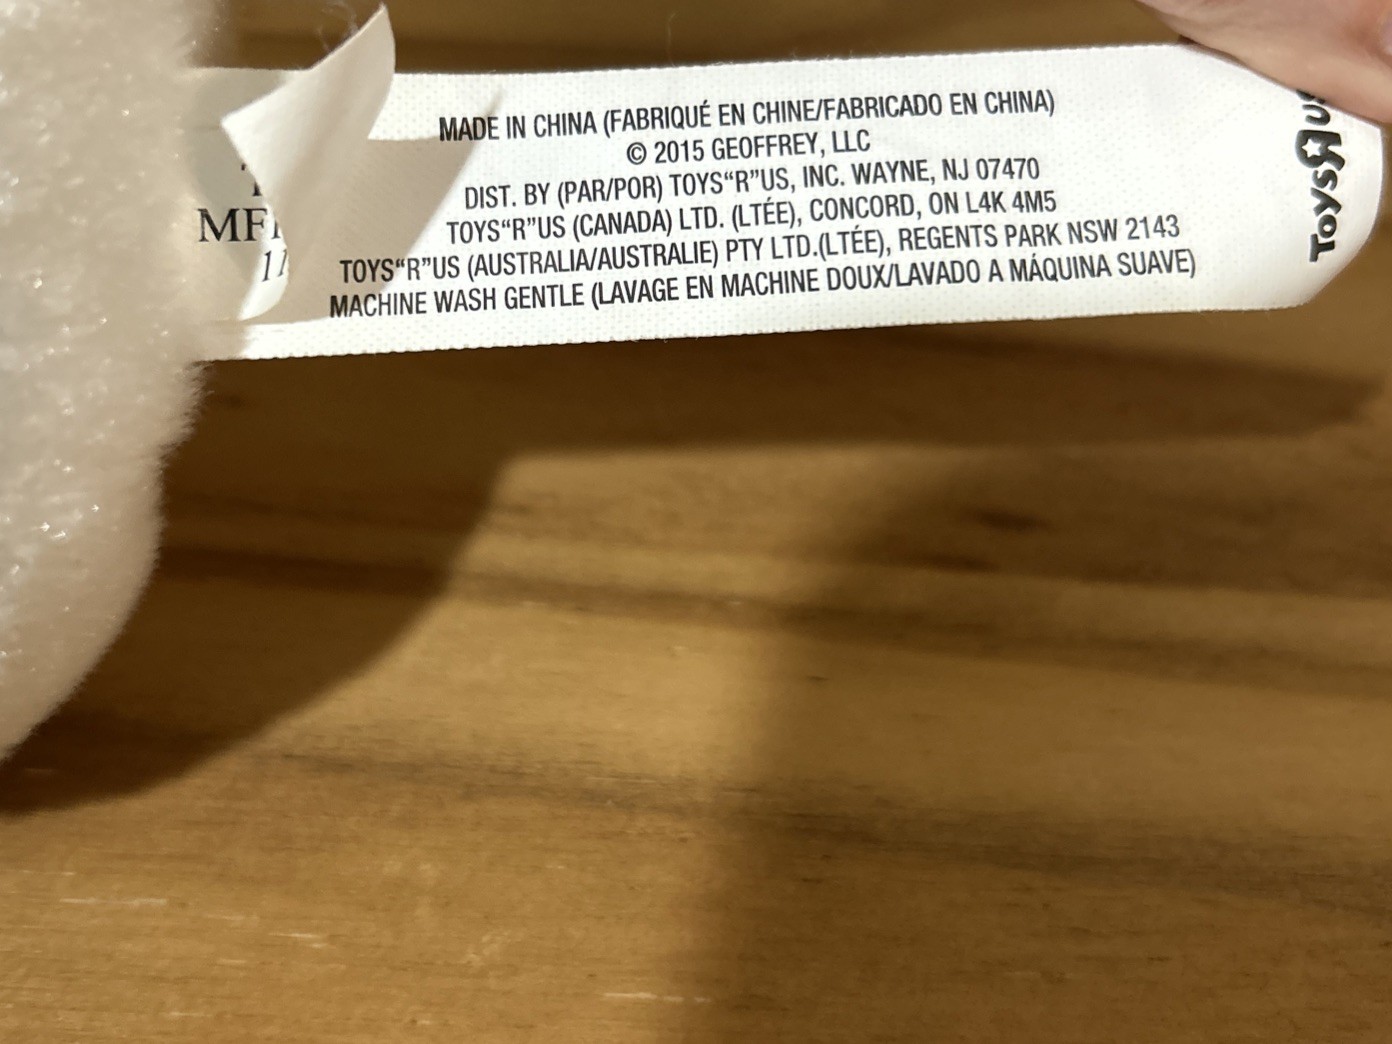 MADE IN CHINA (FABRIQUÉ EN CHINE/FABRICADO EN CHINA)
© 2015 GEOFFREY, LLC
DIST. BY (PAR/POR) TOYS“R”US, INC. WAYNE, NJ 07470
TOYS“R”US (CANADA) LTD. (LTÉE), CONCORD, ON L4K 4M5
TOYS“R”US (AUSTRALIA/AUSTRALIE) PTY LTD.(LTÉE), REGENTS PARK NSW 2143
MACHINE WASH GENTLE (LAVAGE EN MACHINE DOUX/LAVADO A MÁQUINA SUAVE)
ToysRus